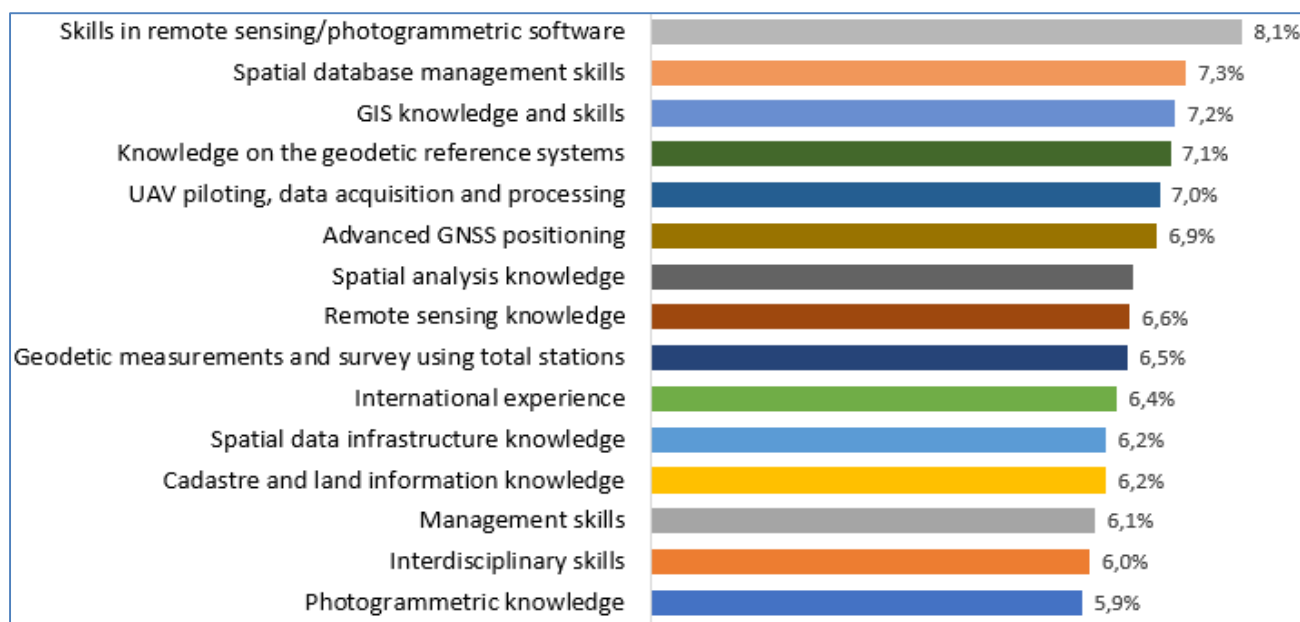 Skills in remote sensing/photogrammetric software 8,1%
Spatial database management skills 7,3%
GIS knowledge and skills 7,2%
Knowledge on the geodetic reference systems 7,1%
UAV piloting, data acquisition and processing 7,0%
Advanced GNSS positioning 6,9%
Spatial analysis knowledge
Remote sensing knowledge 6,6%
Geodetic measurements and survey using total stations 6,5%
International experience 6,4%
Spatial data infrastructure knowledge 6,2%
Cadastre and land information knowledge 6,2%
Management skills 6,1%
Interdisciplinary skills 6,0%
Photogrammetric knowledge 5,9%